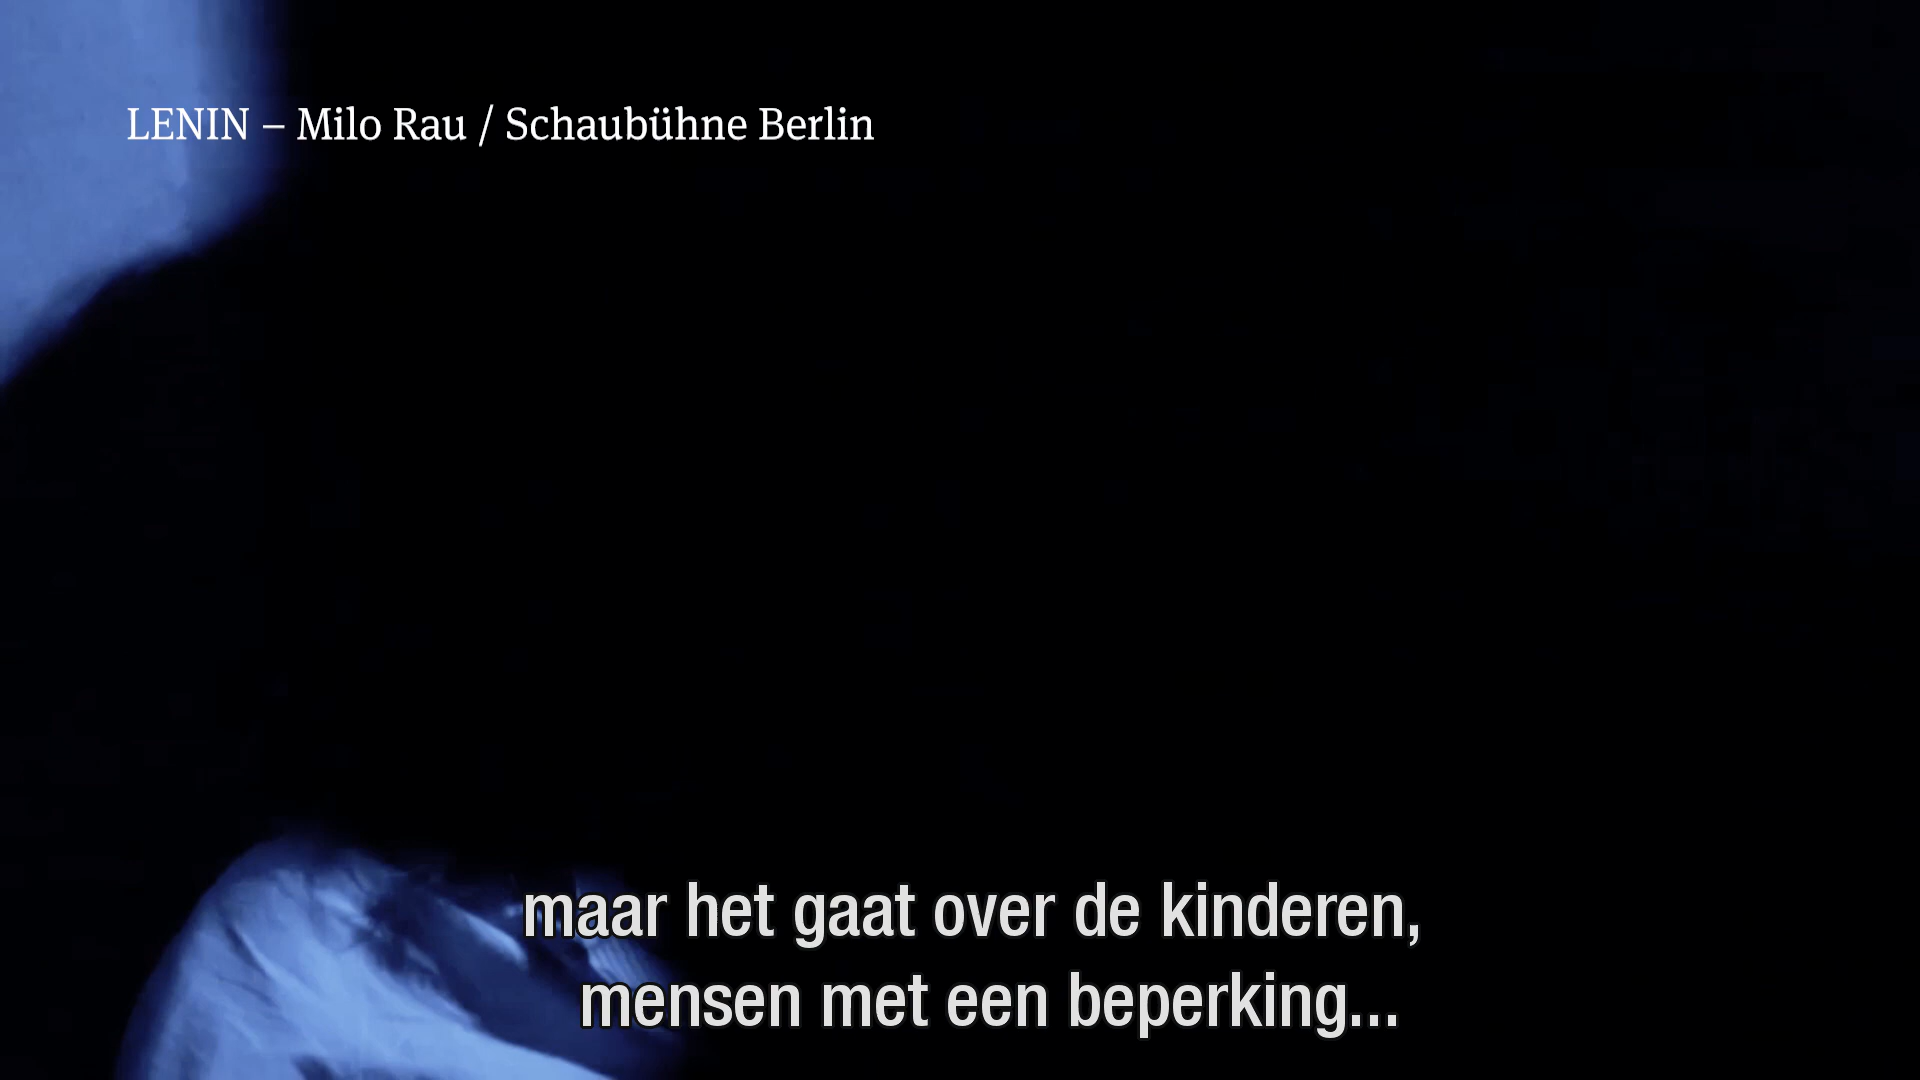 LENIN – Milo Rau / Schaubühne Berlin
maar het gaat over de kinderen,
mensen met een beperking...